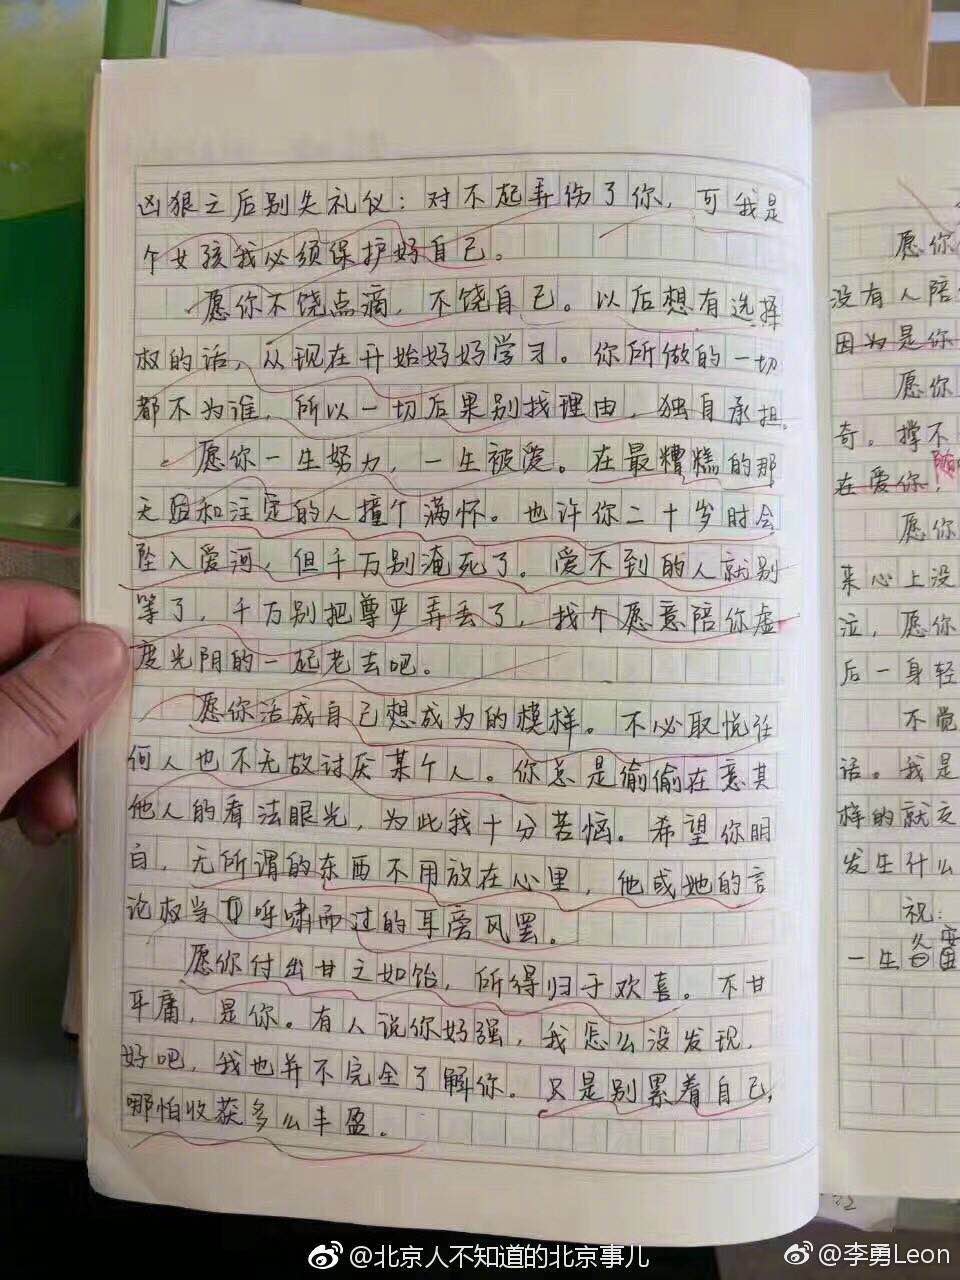 凶狠之后别失礼仪：对不起弄伤了你，可我是
个女孩我必须保护好自己。
愿你不饶点滴，不饶自己。以后想有选择
权的话，从现在开始好好学习。你所做的一切
都不为谁，所以一切后果别找理由，独自承担。
愿你一生努力，一生被爱。在最糟糕的那
天迎和注定的人撞个满怀。也许你二十岁时会
坠入爱河，但千万别淹死了。爱不到的人就别
等了，千万别把尊严弄丢了，找个愿意陪你虚
度光阴的一起老去吧。
愿你活成自己想成为的模样。不必取悦任
何人也不无故讨厌某个人。你总是偷偷在意其
他人的看法眼光，为此我十分苦恼。希望你明
白，无所谓的东西不用放在心里，他或她的言
论权当呼啸而过的耳旁风罢。
愿你付出甘之如饴，所得归于欢喜。不甘
平庸，是你。有人说你好强，我怎么没发现，
好吧，我也并不完全了解你。只是别累着自己，
哪怕收获多么丰盈。
愿你
没有人陪
因为是你
愿你
奇。撑不
在爱你，
愿你
来心上没
泣，愿你
后一身轻
不觉
话。我是
样的就交
发生什么
祝：
一生备
@北京人不知道的北京事儿
@李勇Leon